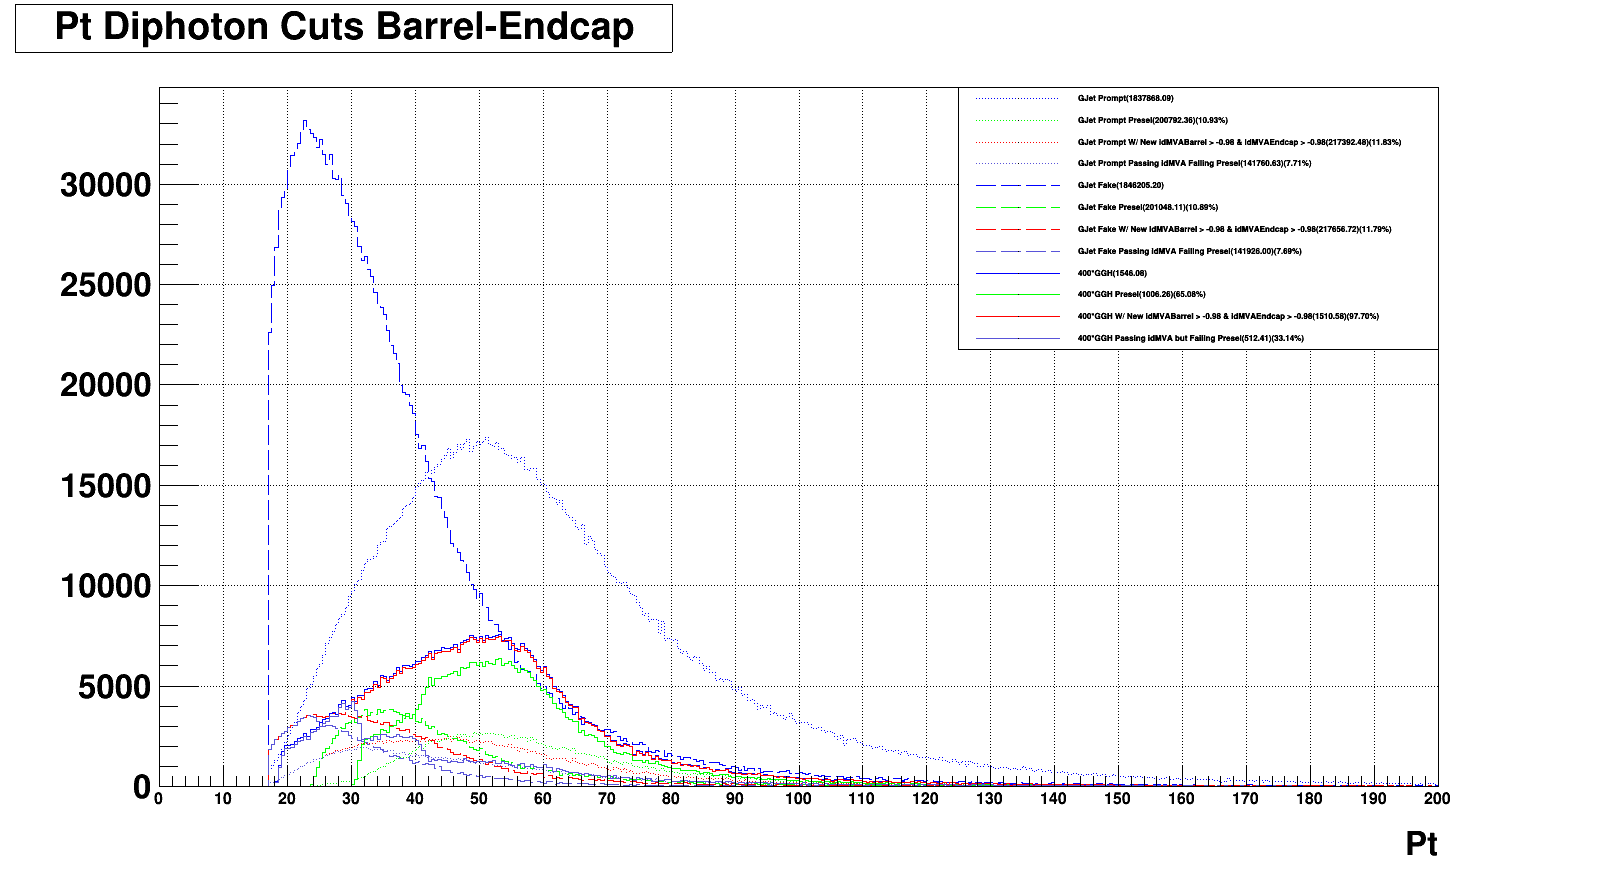 Pt Diphoton Cuts Barrel-Endcap
GJet Prompt(1837868.09)
GJet Prompt Presel(200792.36)(10.93%)
GJet Prompt W/ New idMVABarrel > -0.98 & idMVAEndcap > -0.98(217392.48)(11.83%)
GJet Prompt Passing idMVA Failing Presel(141760.63)(7.71%)
GJet Fake(1846205.20)
GJet Fake Presel(201048.11)(10.89%)
GJet Fake W/ New idMVABarrel > -0.98 & idMVAEndcap > -0.98(217656.72)(11.79%)
GJet Fake Passing idMVA Failing Presel(141926.00)(7.69%)
400*GGH(1546.08)
400*GGH Presel(1006.26)(65.08%)
400*GGH W/ New idMVABarrel > -0.98 & idMVAEndcap > -0.98(1510.58)(97.70%)
400*GGH Passing idMVA but Failing Presel(512.41)(33.14%)
30000
25000
20000
15000
10000
5000
0
0 10 20 30 40 50 60 70 80 90 100 110 120 130 140 150 160 170 180 190 200
Pt